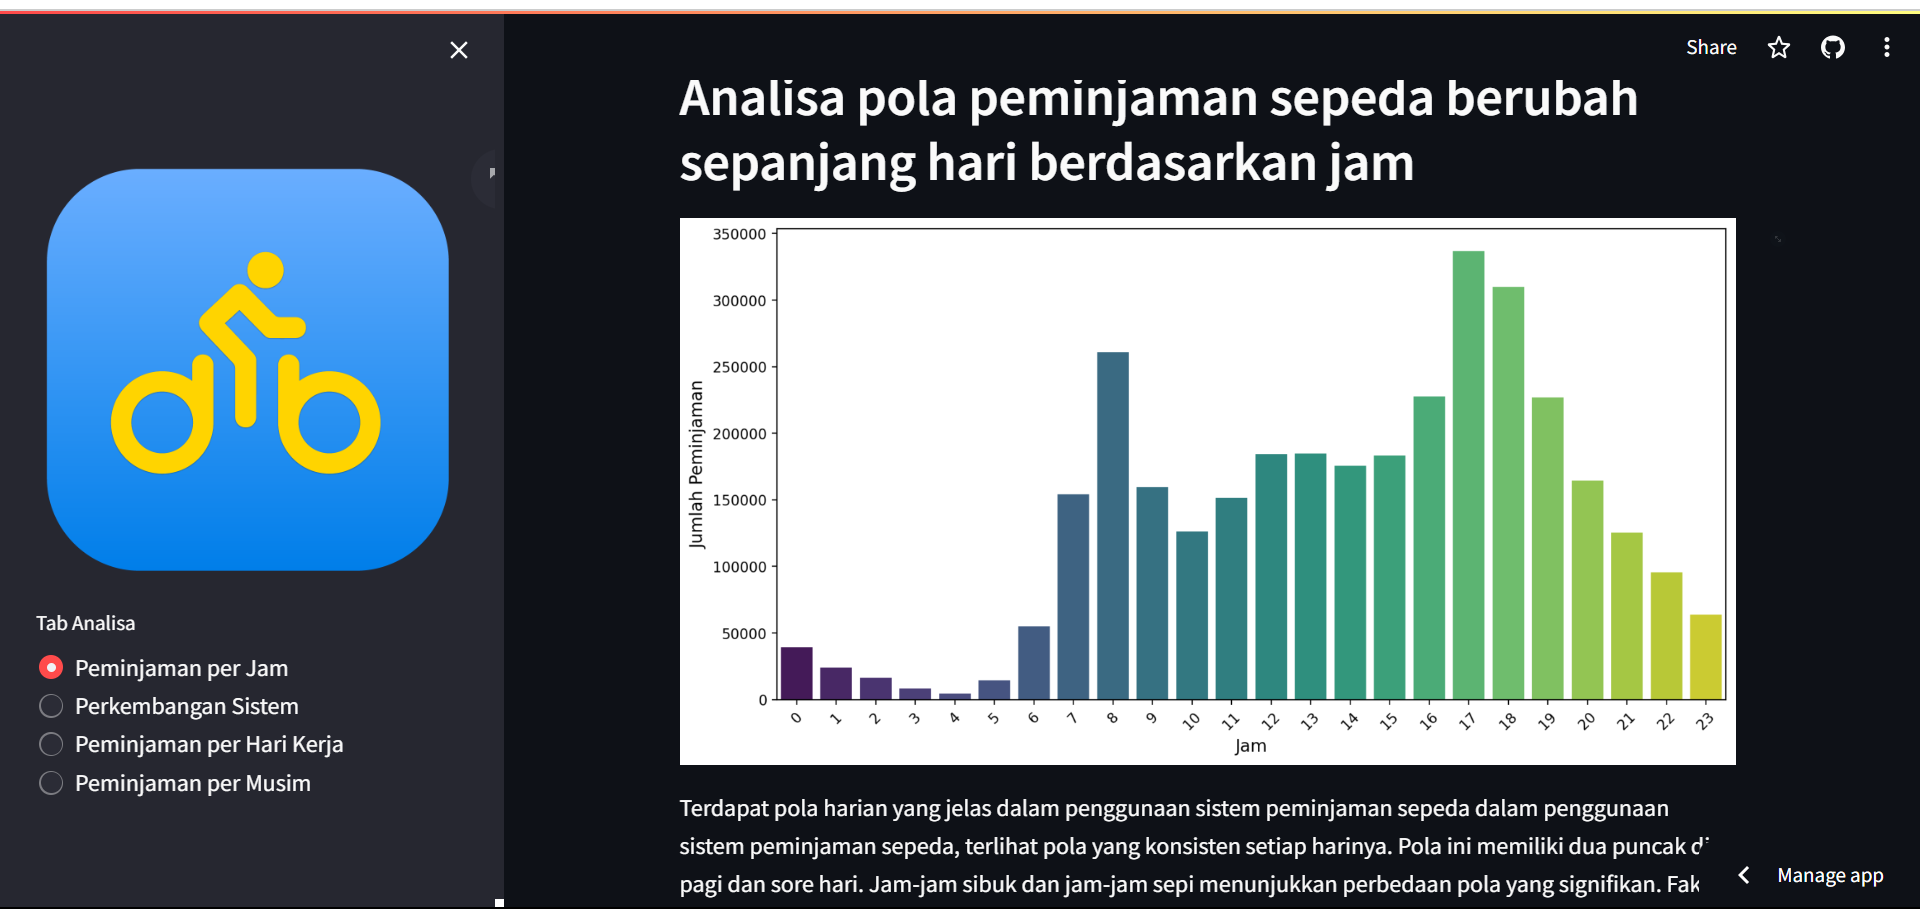 Share
Analisa pola peminjaman sepeda berubah
sepanjang hari berdasarkan jam
Tab Analisa
Peminjaman per Jam
Perkembangan Sistem
Peminjaman per Hari Kerja
Peminjaman per Musim
Jumlah Peminjaman
350000
300000
250000
200000
150000
100000
50000
0
0 1 2 3 4 5 6 7 8 9 10 11 12 13 14 15 16 17 18 19 20 21 22 23
Jam
Terdapat pola harian yang jelas dalam penggunaan sistem peminjaman sepeda dalam penggunaan
sistem peminjaman sepeda, terlihat pola yang konsisten setiap harinya. Pola ini memiliki dua puncak
pagi dan sore hari. Jam-jam sibuk dan jam-jam sepi menunjukkan perbedaan pola yang signifikan. Fak
Manage app